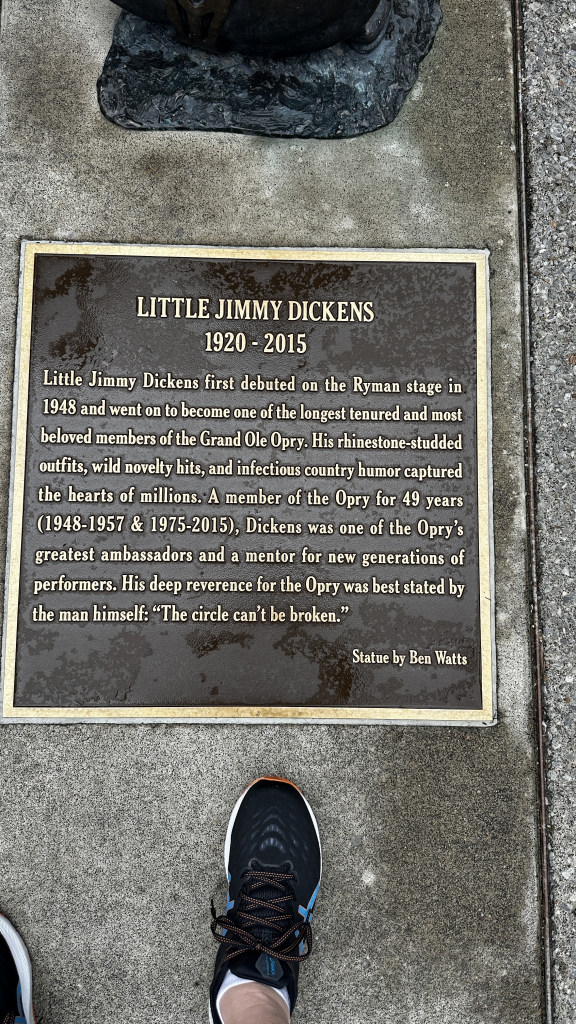 LITTLE JIMMY DICKENS
1920 - 2015
Little Jimmy Dickens first debuted on the Ryman stage in
1948 and went on to become one of the longest tenured and most
beloved members of the Grand Ole Opry. His rhinestone-studded
outfits, wild novelty hits, and infectious country humor captured
the hearts of millions. A member of the Opry for 49 years
(1948-1957 & 1975-2015), Dickens was one of the Opry's
greatest ambassadors and a mentor for new generations of
performers. His deep reverence for the Opry was best stated by
the man himself: “The circle can't be broken.”
Statue by Ben Watts